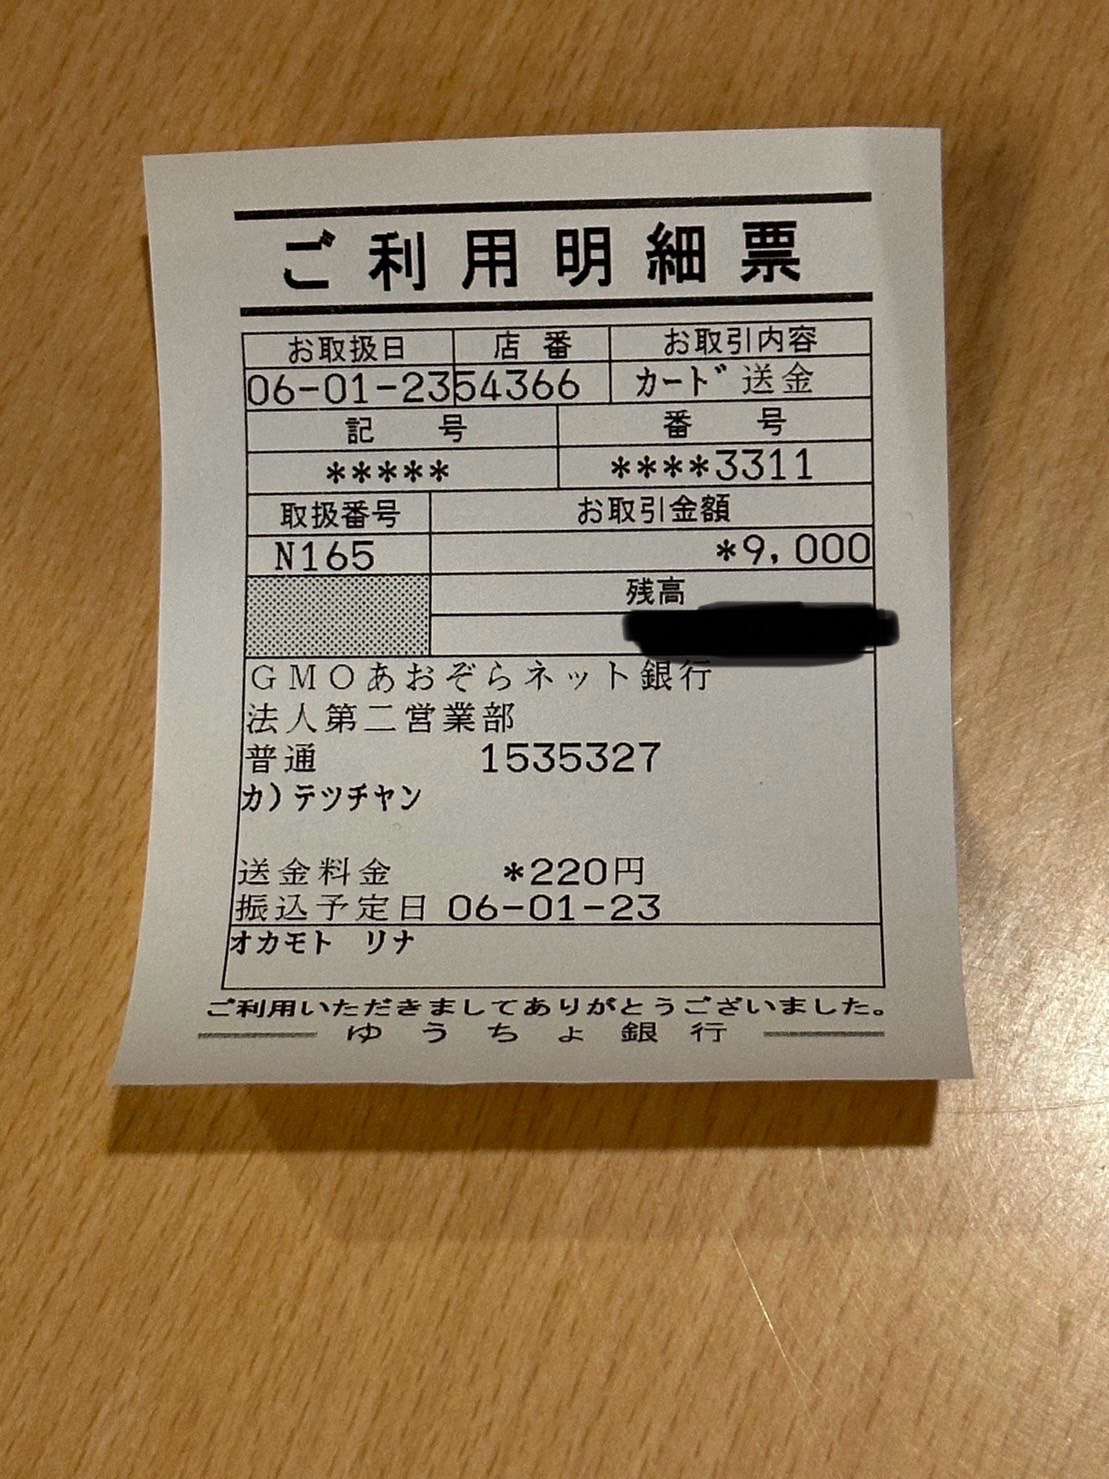 ご利用明細票
お取扱日 店番 お取引内容
06-01-23 54366 カード送金
記号 番号
***** ****3311
取扱番号 お取引金額
N165 *9,000
残高
GMOあおぞらネット銀行
法人第二営業部
普通 1535327
カ)テツチヤン
送金料金 *220円
振込予定日 06-01-23
オカモト リナ
ご利用いただきましてありがとうございました。
ゆうちょ銀行